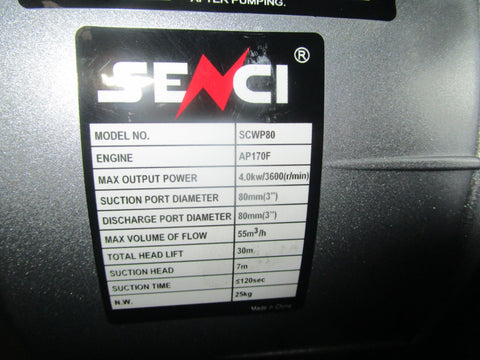 AFTER PUMPING.
SENCI ®
MODEL NO. SCWP80
ENGINE AP170F
MAX OUTPUT POWER 4.0kw/3600(r/min)
SUCTION PORT DIAMETER 80mm(3")
DISCHARGE PORT DIAMETER 80mm(3")
MAX VOLUME OF FLOW 55m³/h
TOTAL HEAD LIFT 30m
SUCTION HEAD 7m
SUCTION TIME ≤120sec
N.W. 25kg
Made in China